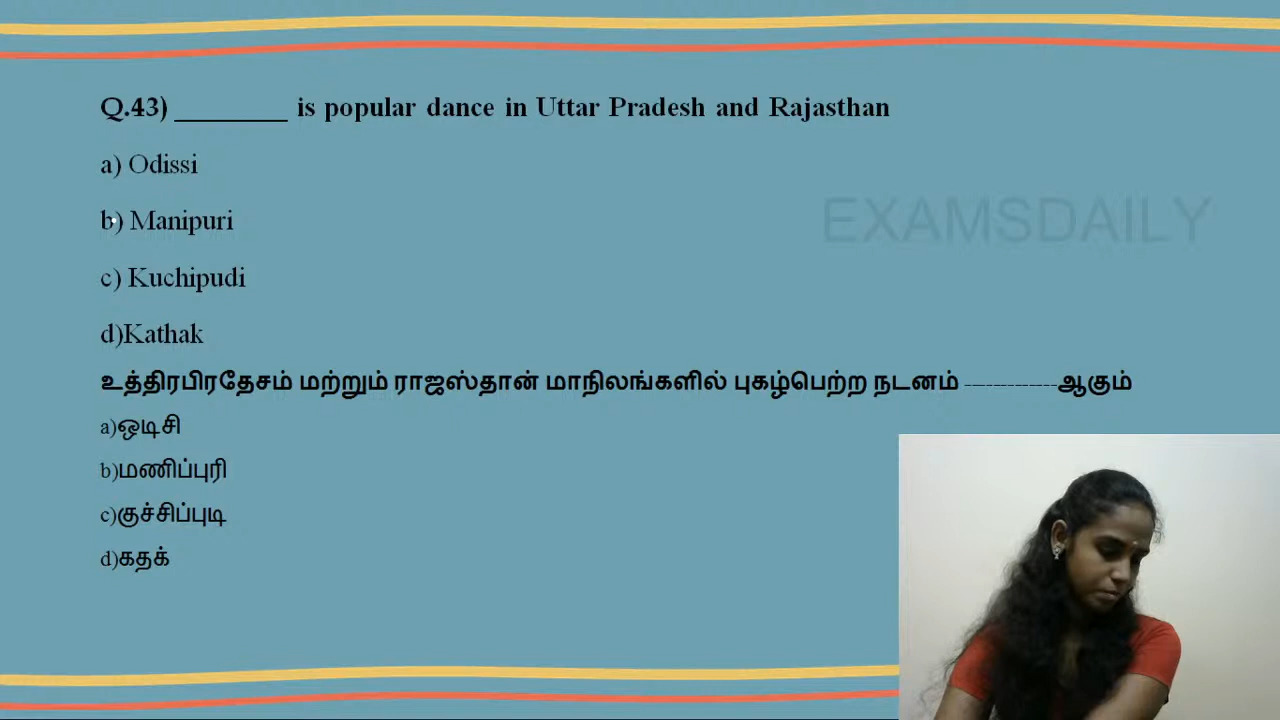 Q.43) ________ is popular dance in Uttar Pradesh and Rajasthan
a) Odissi
EXAMSDAILY
b) Manipuri
c) Kuchipudi
d)Kathak
உத்திரபிரதேசம் மற்றும் ராஜஸ்தான் மாநிலங்களில் புகழ்பெற்ற நடனம் -------------ஆகும்
a)ஒடிசி
b)மணிப்புரி
c)குச்சிப்புடி
d)கதக்